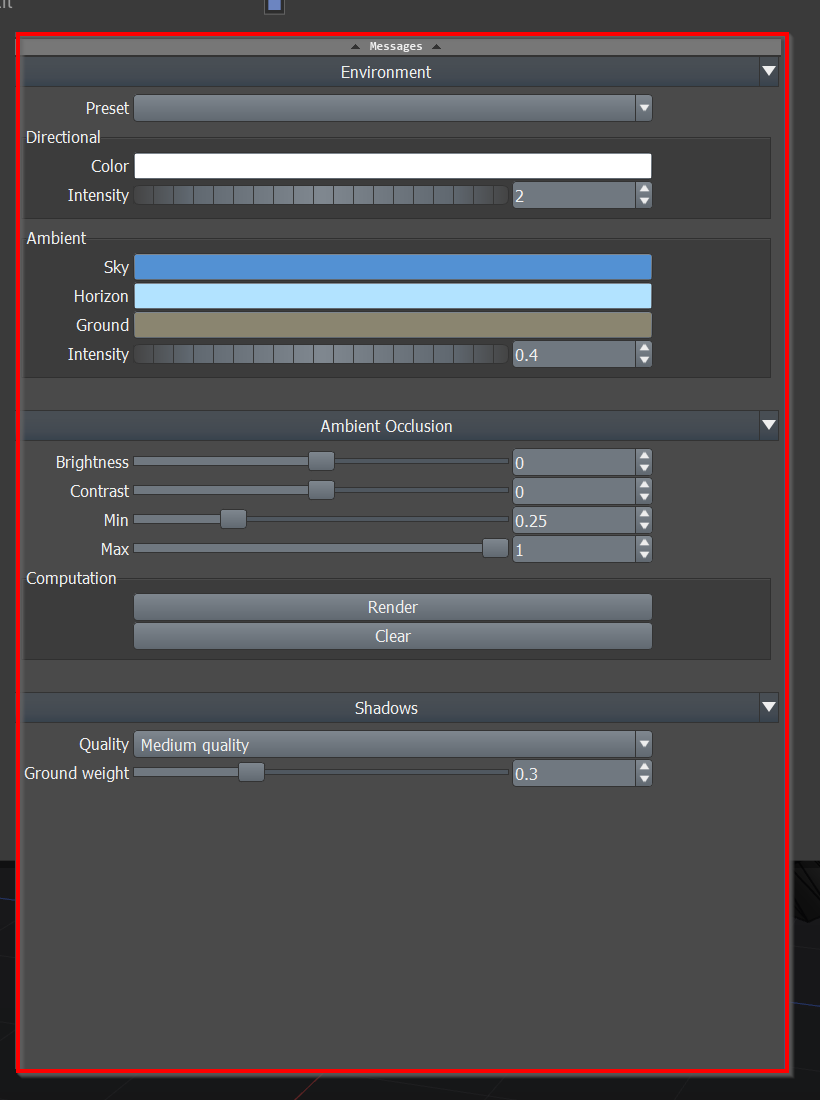 Messages
Environment
Preset
Directional
Color
Intensity 2
Ambient
Sky
Horizon
Ground
Intensity 0.4
Ambient Occlusion
Brightness 0
Contrast 0
Min 0.25
Max 1
Computation
Render
Clear
Shadows
Quality Medium quality
Ground weight 0.3